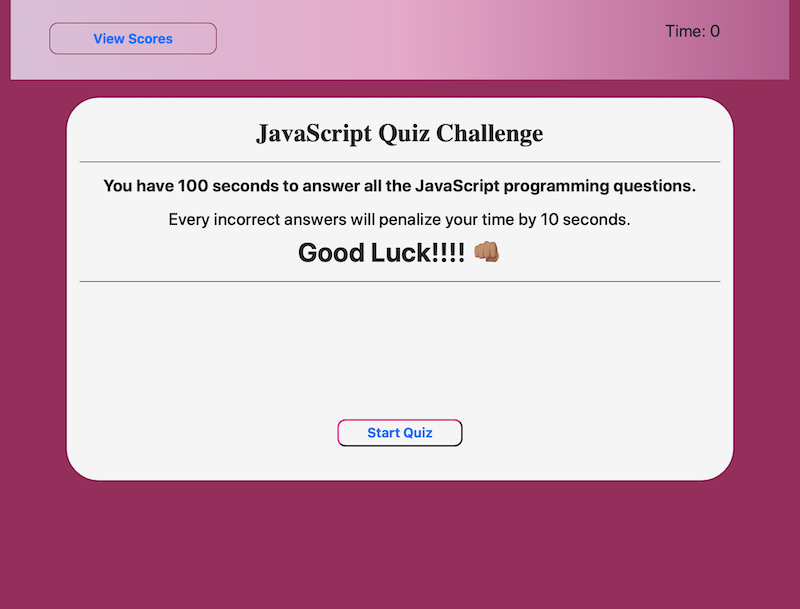 View Scores
Time: 0
JavaScript Quiz Challenge
You have 100 seconds to answer all the JavaScript programming questions.
Every incorrect answers will penalize your time by 10 seconds.
Good Luck!!!! 👊🏽
Start Quiz